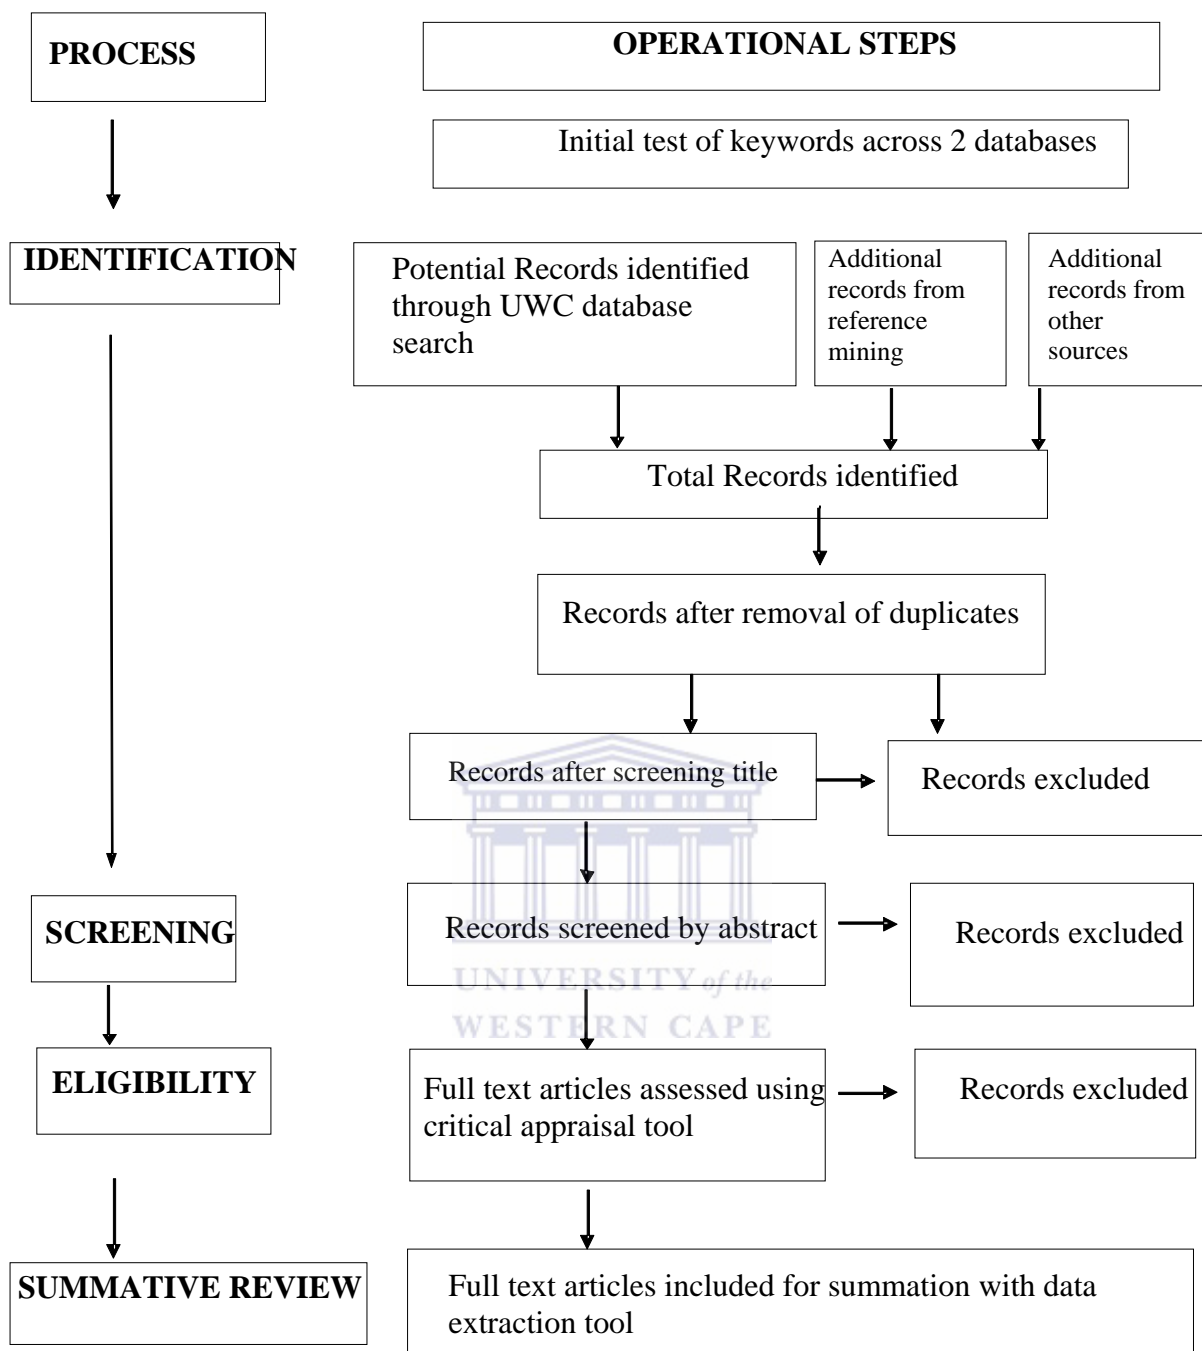 PROCESS
OPERATIONAL STEPS
Initial test of keywords across 2 databases
IDENTIFICATION
Potential Records identified
through UWC database
search
Additional
records from
reference
mining
Additional
records from
other
sources
Total Records identified
Records after removal of duplicates
Records after screening title
Records excluded
SCREENING
Records screened by abstract
Records excluded
UNIVERSITY of the
WESTERN CAPE
ELIGIBILITY
Full text articles assessed using
critical appraisal tool
Records excluded
SUMMATIVE REVIEW
Full text articles included for summation with data
extraction tool